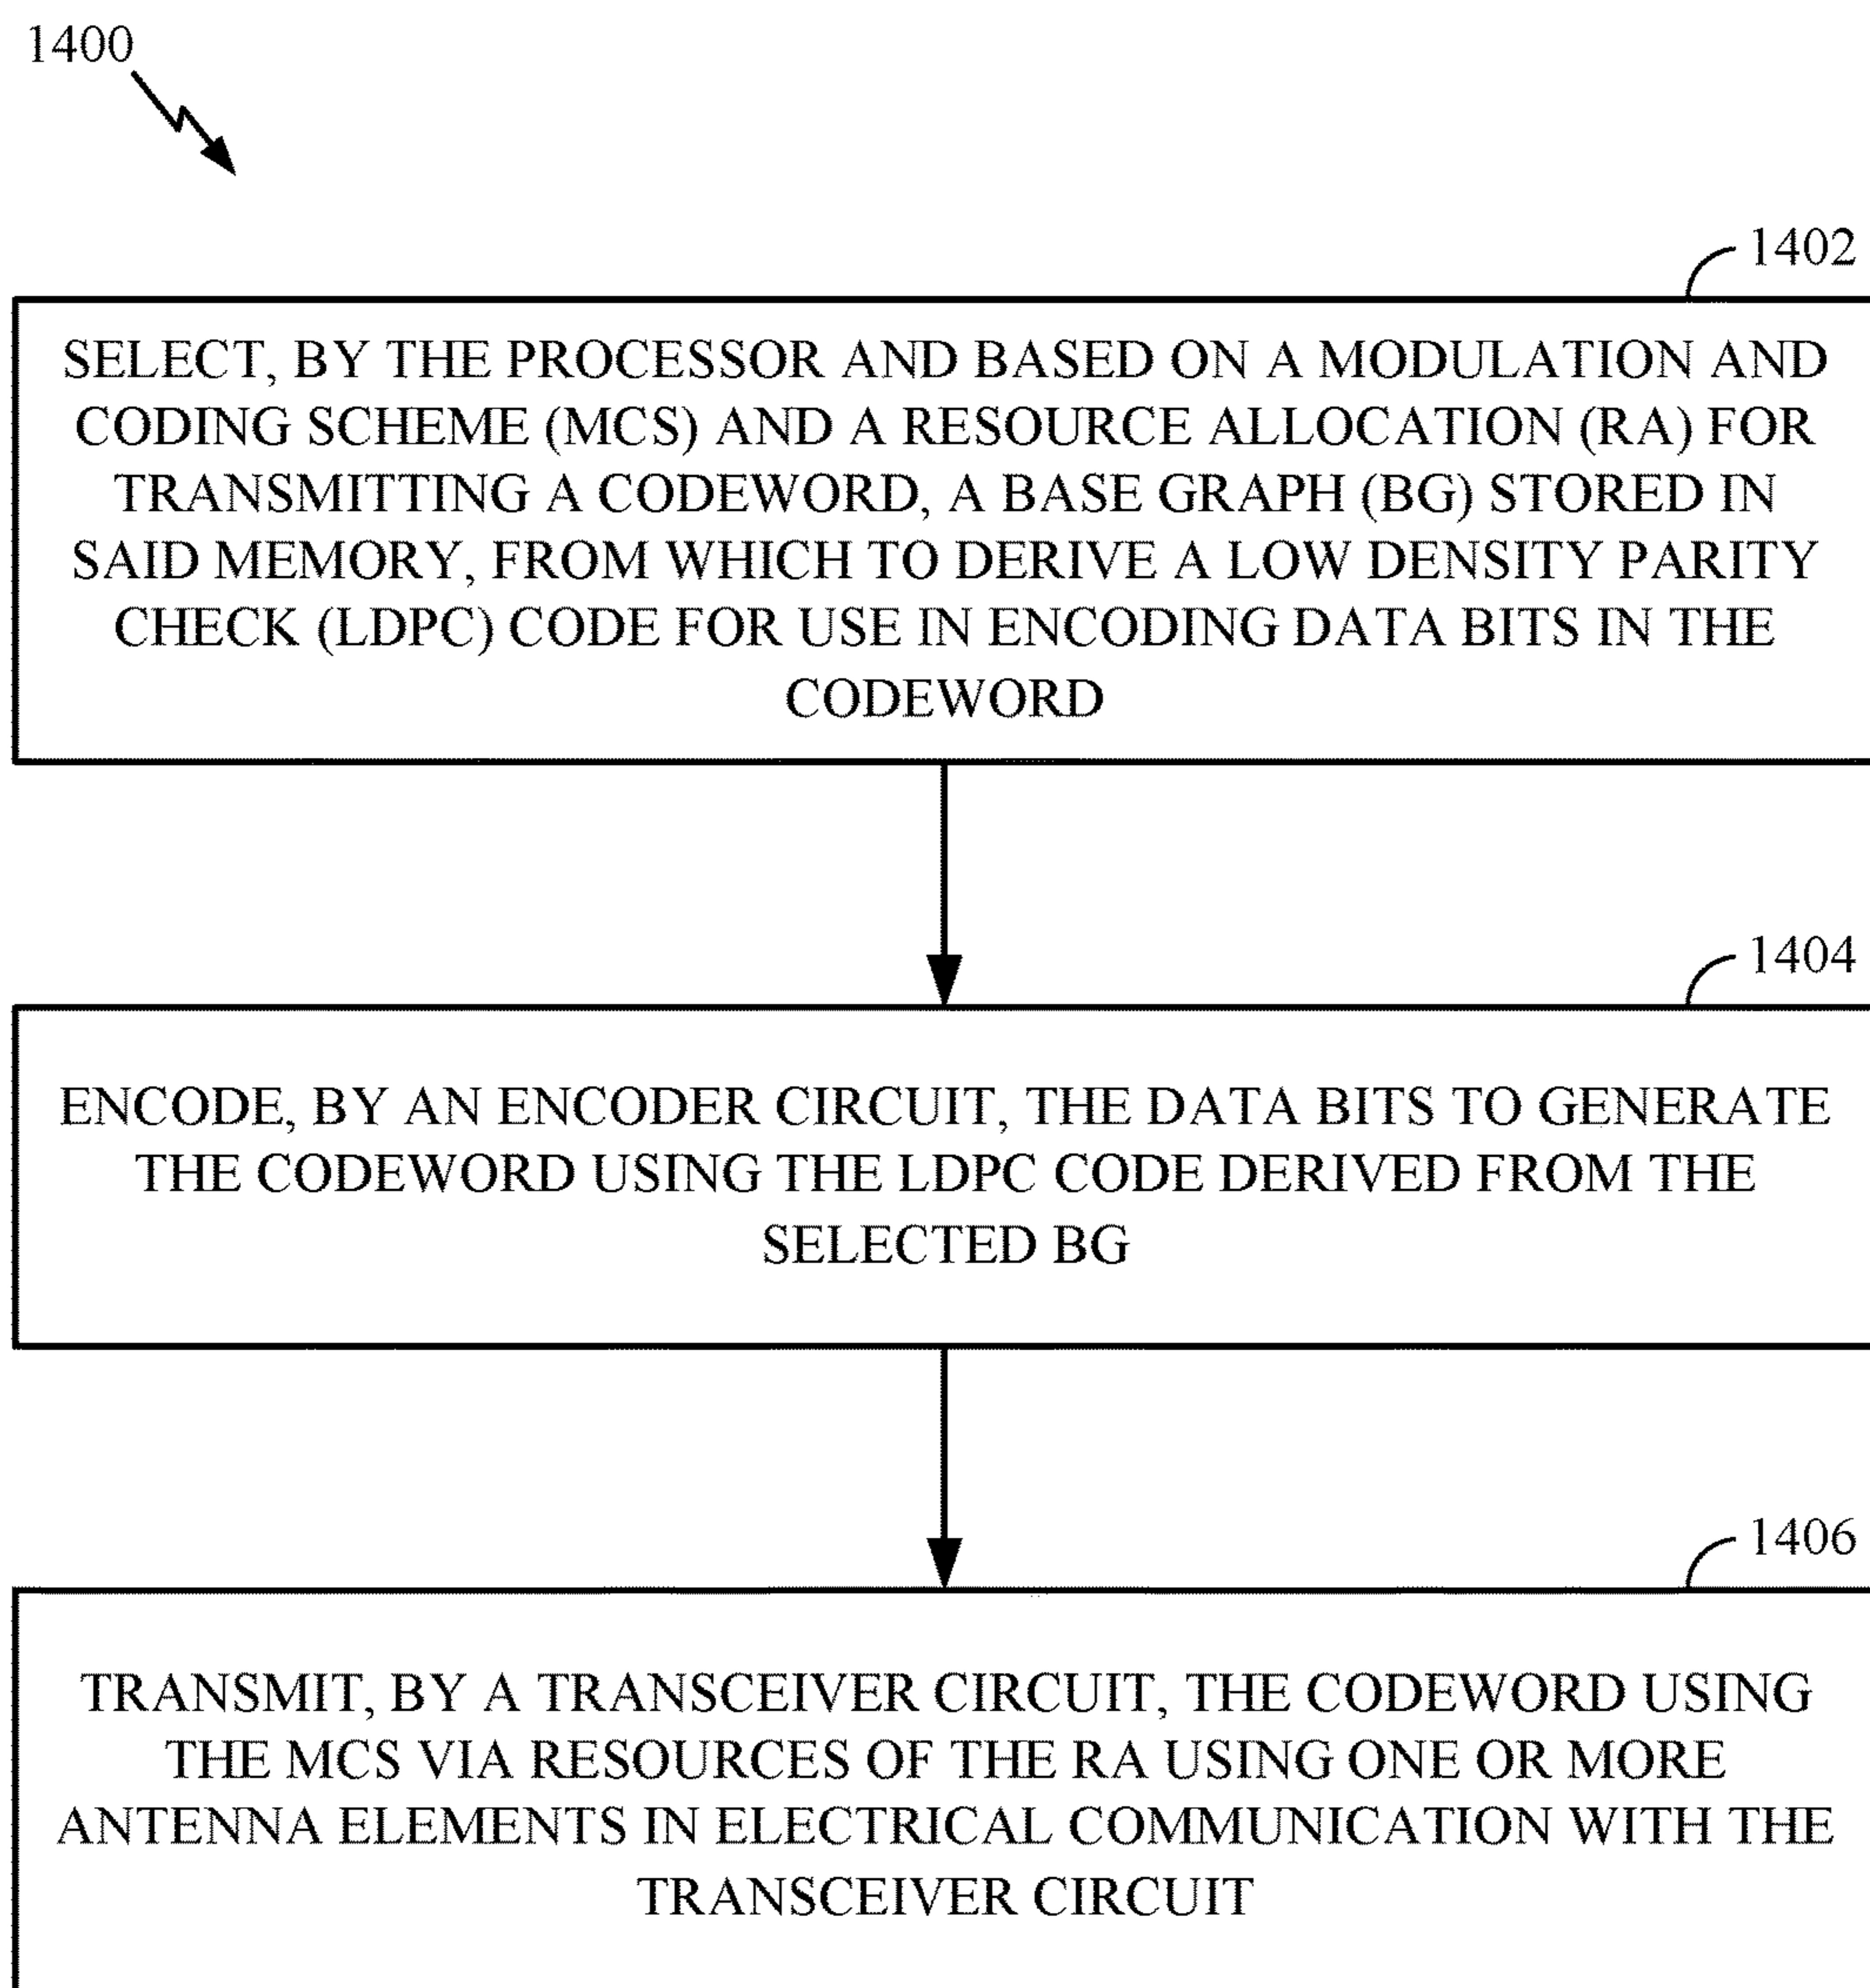 1400
1402
SELECT, BY THE PROCESSOR AND BASED ON A MODULATION AND
CODING SCHEME (MCS) AND A RESOURCE ALLOCATION (RA) FOR
TRANSMITTING A CODEWORD, A BASE GRAPH (BG) STORED IN
SAID MEMORY, FROM WHICH TO DERIVE A LOW DENSITY PARITY
CHECK (LDPC) CODE FOR USE IN ENCODING DATA BITS IN THE
CODEWORD
1404
ENCODE, BY AN ENCODER CIRCUIT, THE DATA BITS TO GENERATE
THE CODEWORD USING THE LDPC CODE DERIVED FROM THE
SELECTED BG
1406
TRANSMIT, BY A TRANSCEIVER CIRCUIT, THE CODEWORD USING
THE MCS VIA RESOURCES OF THE RA USING ONE OR MORE
ANTENNA ELEMENTS IN ELECTRICAL COMMUNICATION WITH THE
TRANSCEIVER CIRCUIT